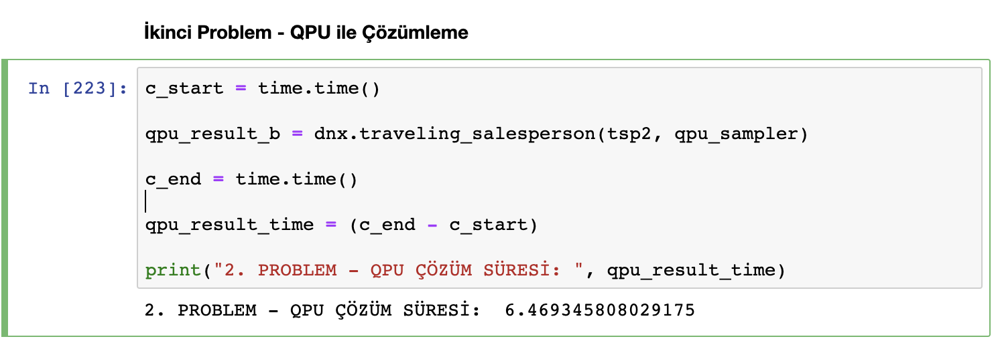 İkinci Problem - QPU ile Çözümleme
In [223]: c_start = time.time()
qpu_result_b = dnx.traveling_salesperson(tsp2, qpu_sampler)
c_end = time.time()
qpu_result_time = (c_end - c_start)
print("2. PROBLEM - QPU ÇÖZÜM SÜRESİ: ", qpu_result_time)
2. PROBLEM - QPU ÇÖZÜM SÜRESİ:  6.469345808029175